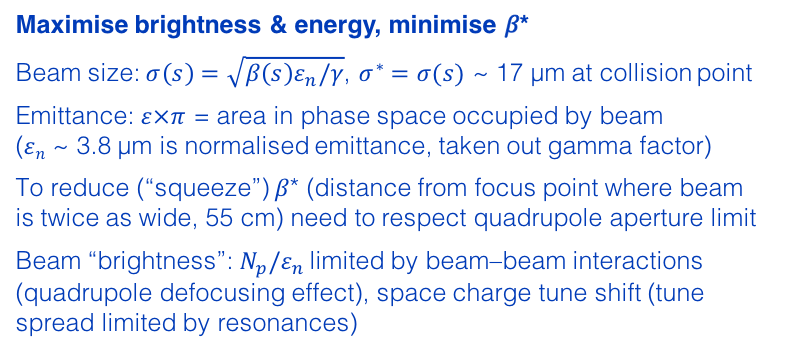 Maximise brightness & energy, minimise β*
Beam size: σ(s) = √β(s)εₙ/γ, σ* = σ(s) ~ 17 μm at collision point
Emittance: ε×π = area in phase space occupied by beam
(εₙ ~ 3.8 μm is normalised emittance, taken out gamma factor)
To reduce (“squeeze”) β* (distance from focus point where beam
is twice as wide, 55 cm) need to respect quadrupole aperture limit
Beam “brightness”: Nₚ/εₙ limited by beam–beam interactions
(quadrupole defocusing effect), space charge tune shift (tune
spread limited by resonances)